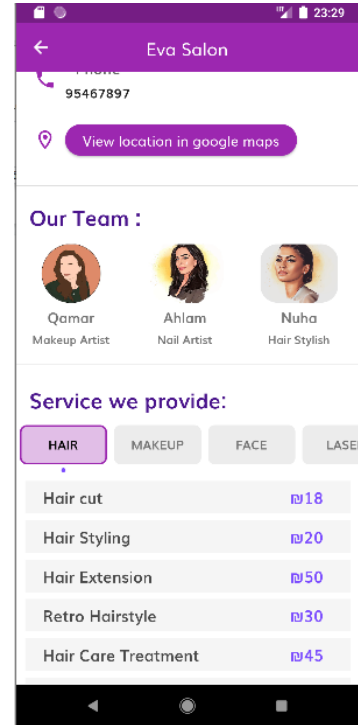 23:29
Eva Salon
Phone
95467897
View location in google maps
Our Team :
Qamar Ahlam Nuha
Makeup Artist Nail Artist Hair Stylish
Service we provide:
HAIR MAKEUP FACE LASE
Hair cut ₪18
Hair Styling ₪20
Hair Extension ₪50
Retro Hairstyle ₪30
Hair Care Treatment ₪45